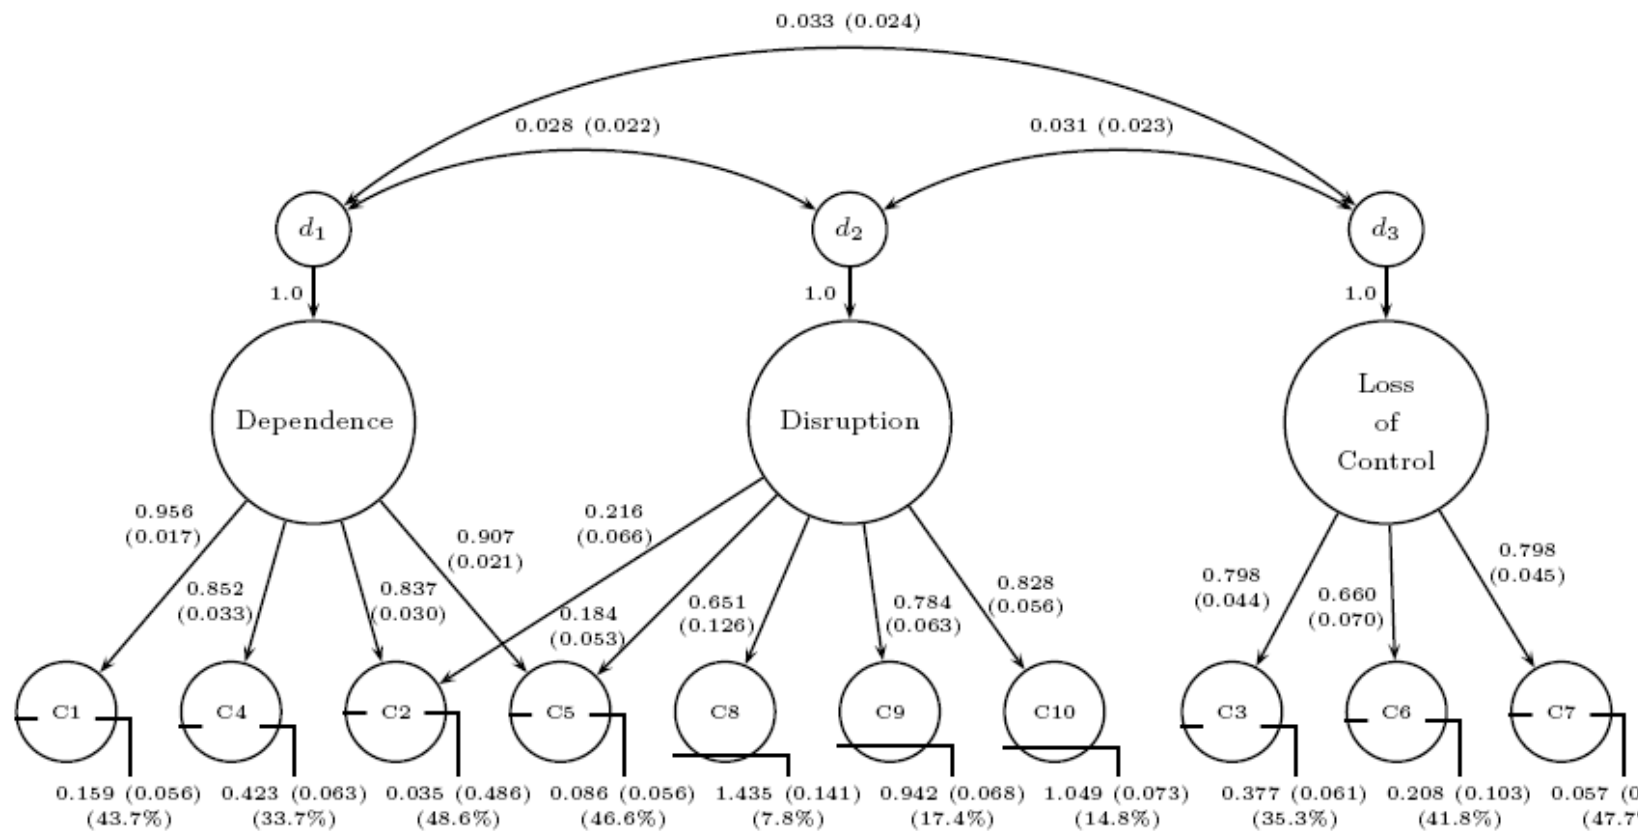 0.033 (0.024)
0.028 (0.022) 0.031 (0.023)
d1 d2 d3
1.0 1.0 1.0
Dependence Disruption Loss
of
Control
0.956
(0.017)
0.852
(0.033)
0.837
(0.030)
0.907
(0.021)
0.216
(0.066)
0.184
(0.053)
0.651
(0.126)
0.784
(0.063)
0.828
(0.056)
0.798
(0.044)
0.660
(0.070)
0.798
(0.045)
C1 C4 C2 C5 C8 C9 C10 C3 C6 C7
0.159 (0.056) 0.423 (0.063) 0.035 (0.486) 0.086 (0.056) 1.435 (0.141) 0.942 (0.068) 1.049 (0.073) 0.377 (0.061) 0.208 (0.103) 0.057 (0
(43.7%) (33.7%) (48.6%) (46.6%) (7.8%) (17.4%) (14.8%) (35.3%) (41.8%) (47.7